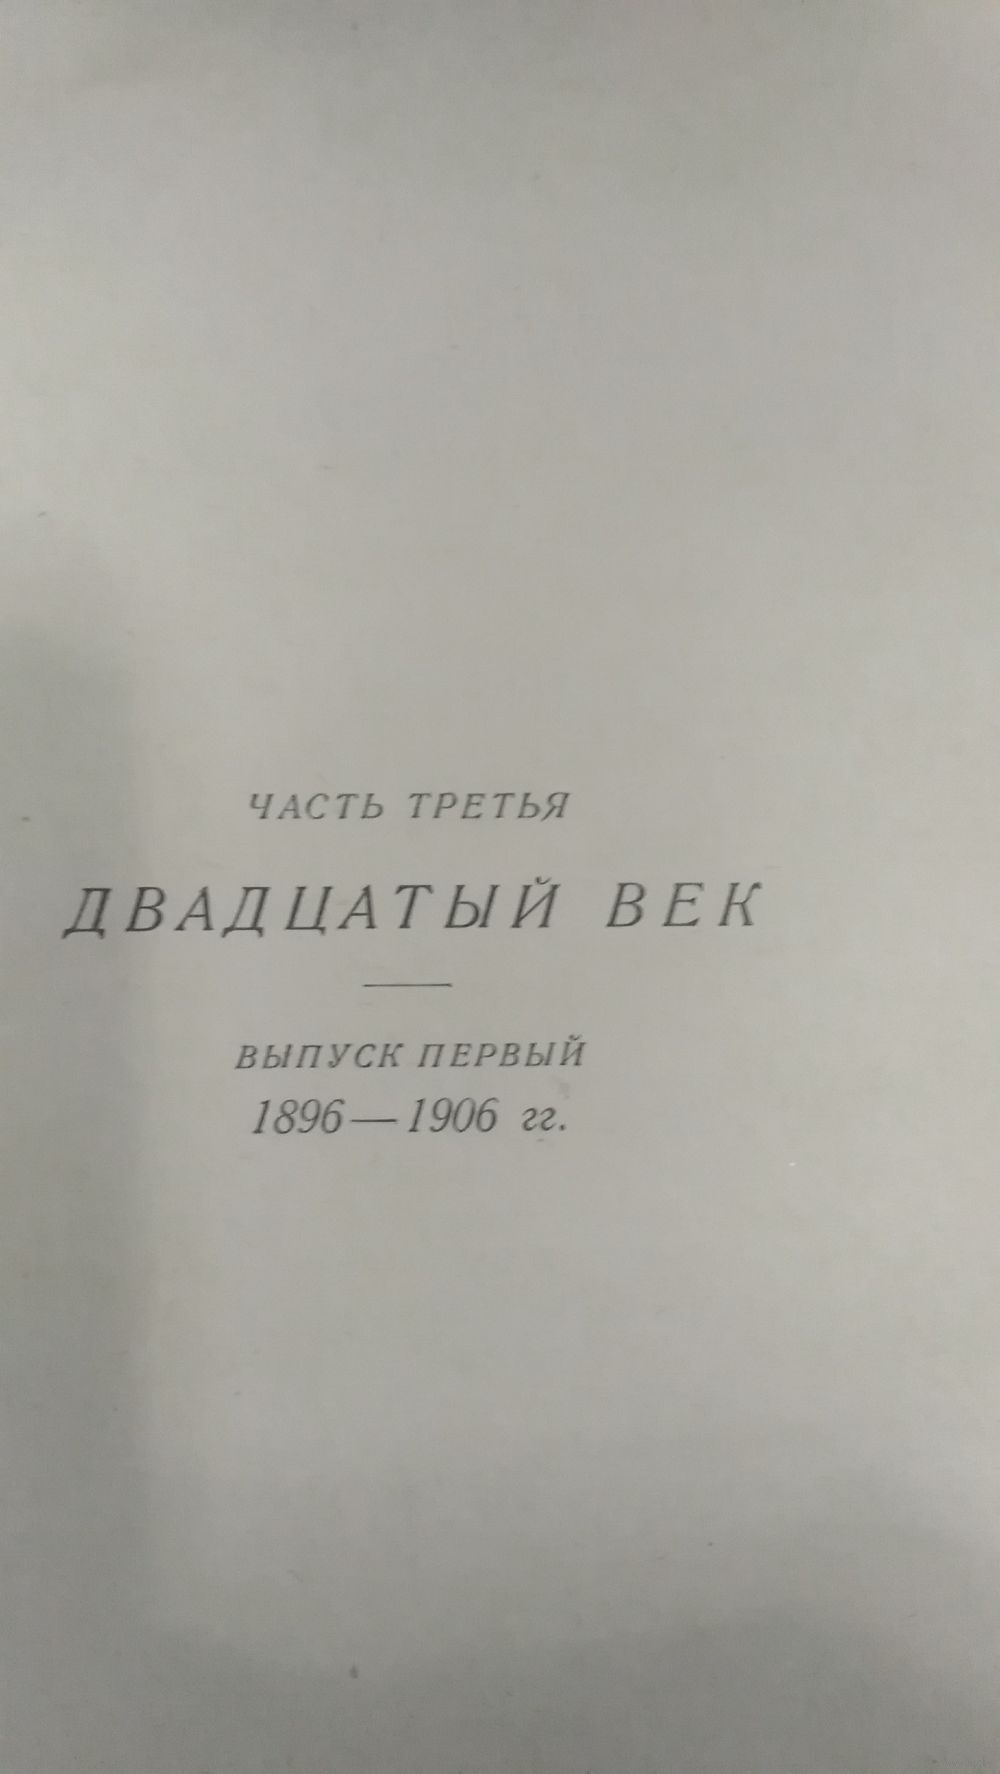 ЧАСТЬ ТРЕТЬЯ
ДВАДЦАТЫЙ ВЕК
ВЫПУСК ПЕРВЫЙ
1896—1906 гг.